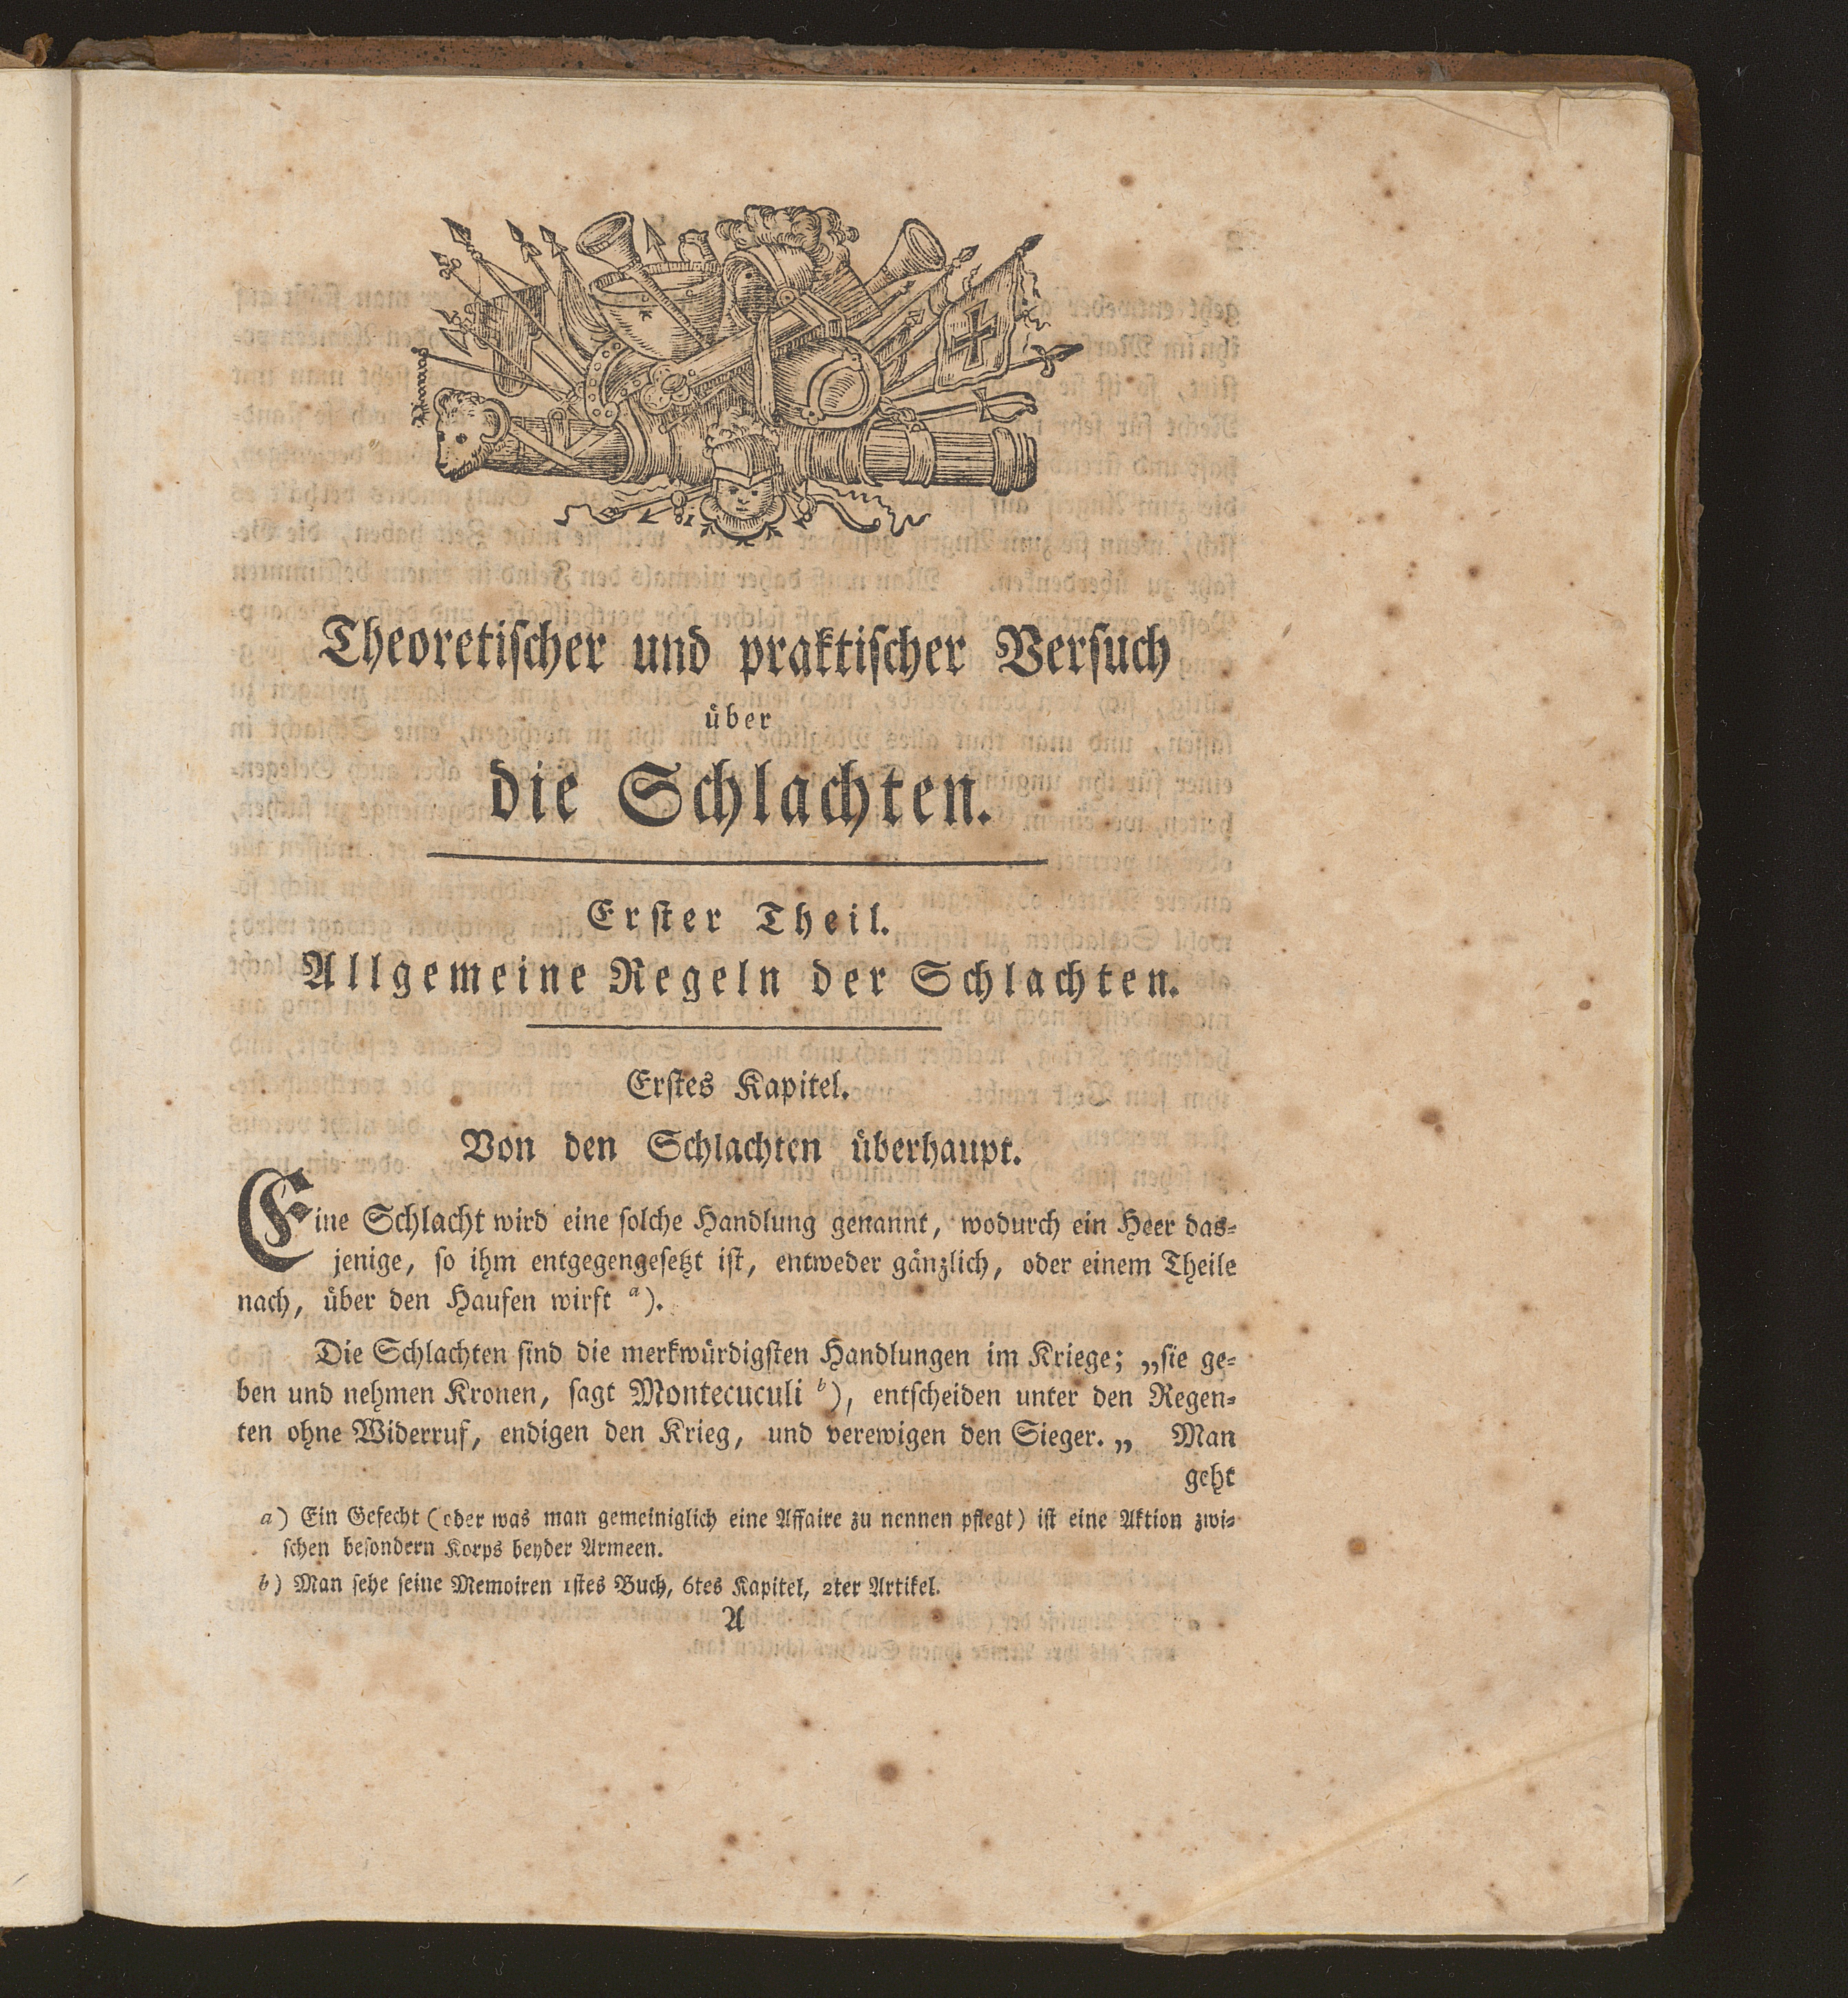 Theoretischer und praktischer Versuch
über
die Schlachten.
Erster Theil.
Allgemeine Regeln der Schlachten.
Erstes Kapitel.
Von den Schlachten überhaupt.
Eine Schlacht wird eine solche Handlung genannt, wodurch ein Heer das-
jenige, so ihm entgegengesetzt ist, entweder gänzlich, oder einem Theile
nach, über den Haufen wirft a).
Die Schlachten sind die merkwürdigsten Handlungen im Kriege; „sie ge-
ben und nehmen Kronen, sagt Montecuculi b), entscheiden unter den Regen-
ten ohne Widerruf, endigen den Krieg, und verewigen den Sieger.„ Man
geht
a) Ein Gefecht (oder was man gemeiniglich eine Affaire zu nennen pflegt) ist eine Aktion zwi-
schen besondern Korps beyder Armeen.
b) Man sehe seine Memoiren 1stes Buch, 6tes Kapitel, 2ter Artikel.
A